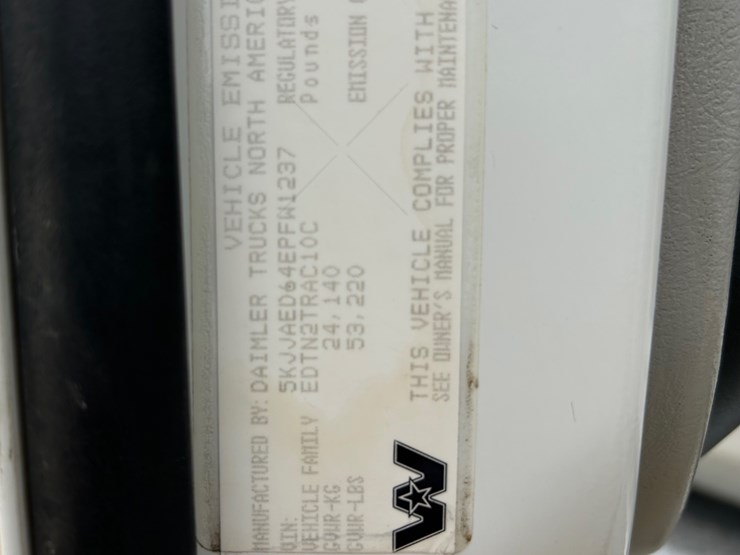 VEHICLE EMISSI
MANUFACTURED BY: DAIMLER TRUCKS NORTH AMERIC
VIN: 5KJJAED64EPFW1237 REGULATORY
VEHICLE FAMILY EDTN2TRAC10C Pounds
GVWR-KG 24,140
GVWR-LBS 53,220 EMISSION
THIS VEHICLE COMPLIES WITH
SEE OWNER'S MANUAL FOR PROPER MAINTENA